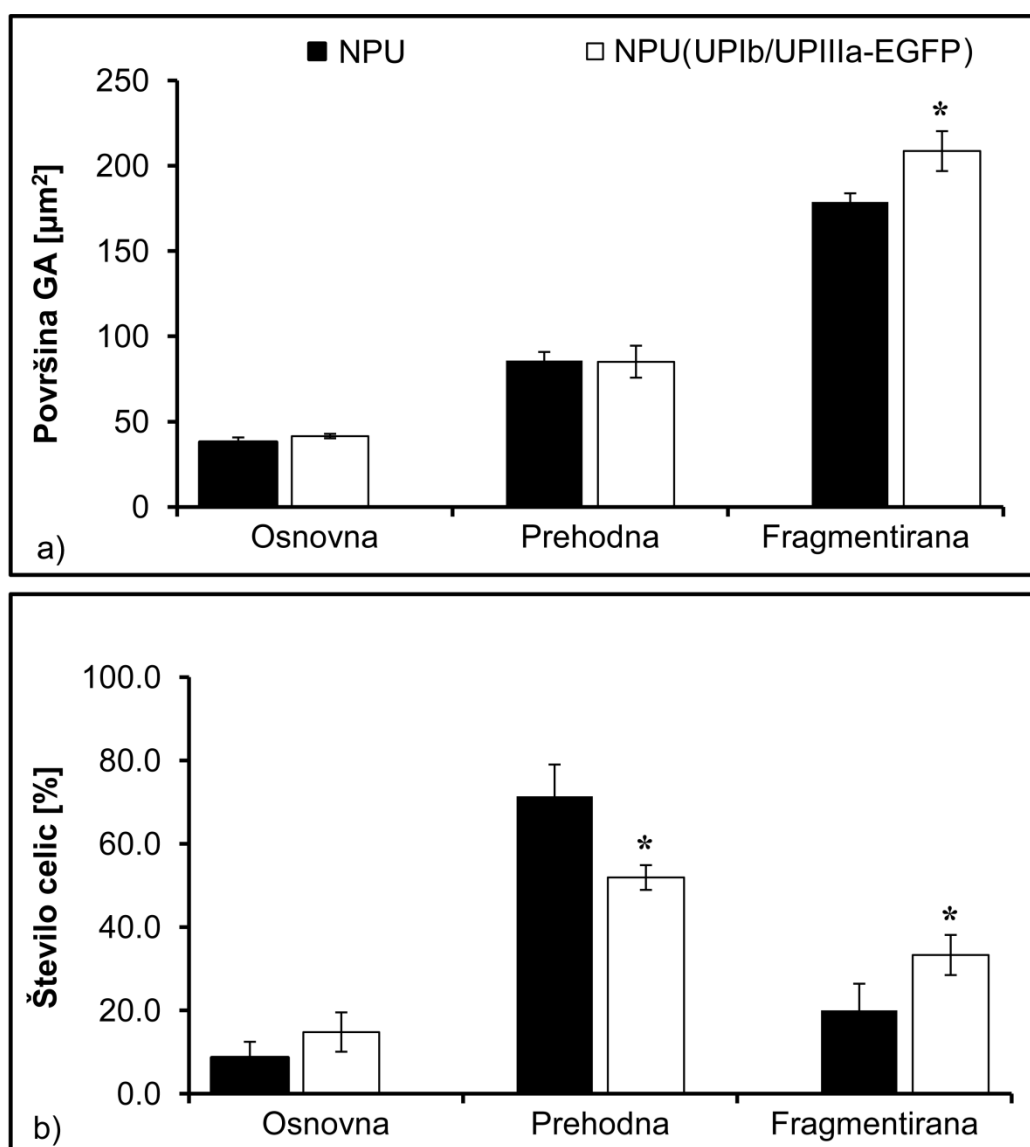 NPU NPU(UPIb/UPIIIa-EGFP)
Površina GA [µm²]
250
200
150
100
50
0
*
Osnovna Prehodna Fragmentirana
a)
Število celic [%]
100.0
80.0
60.0
40.0
20.0
0.0
* *
Osnovna Prehodna Fragmentirana
b)